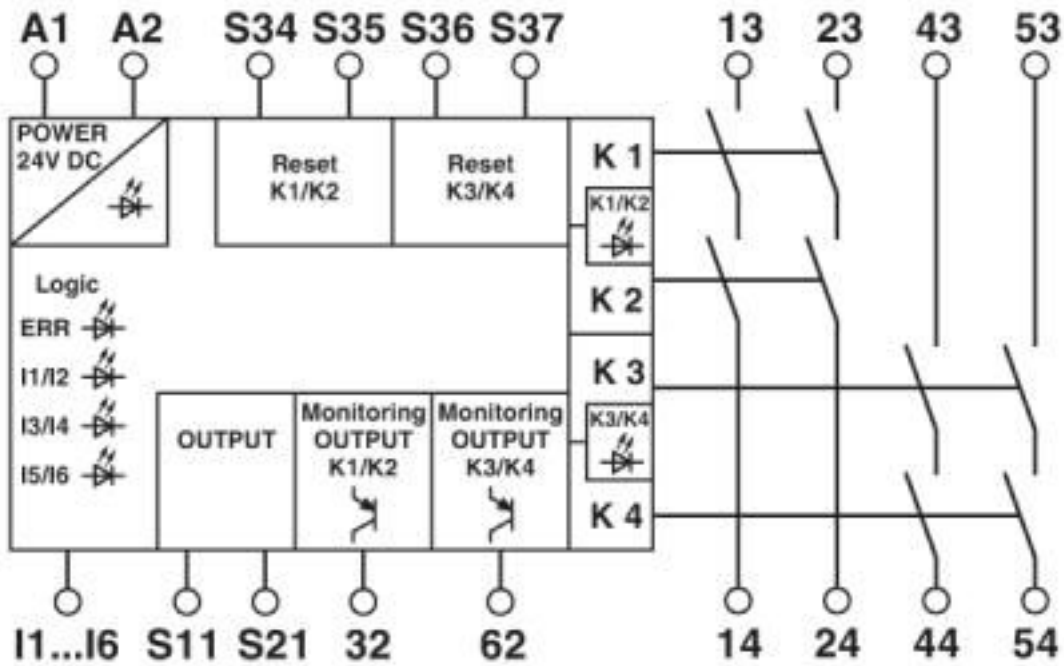 A1 A2 S34 S35 S36 S37 13 23 43 53
POWER
24V DC
Reset
K1/K2
Reset
K3/K4
K 1
K1/K2
K 2
Logic
ERR
I1/I2
I3/I4
I5/I6
OUTPUT
Monitoring
OUTPUT
K1/K2
Monitoring
OUTPUT
K3/K4
K 3
K3/K4
K 4
I1...I6 S11 S21 32 62 14 24 44 54